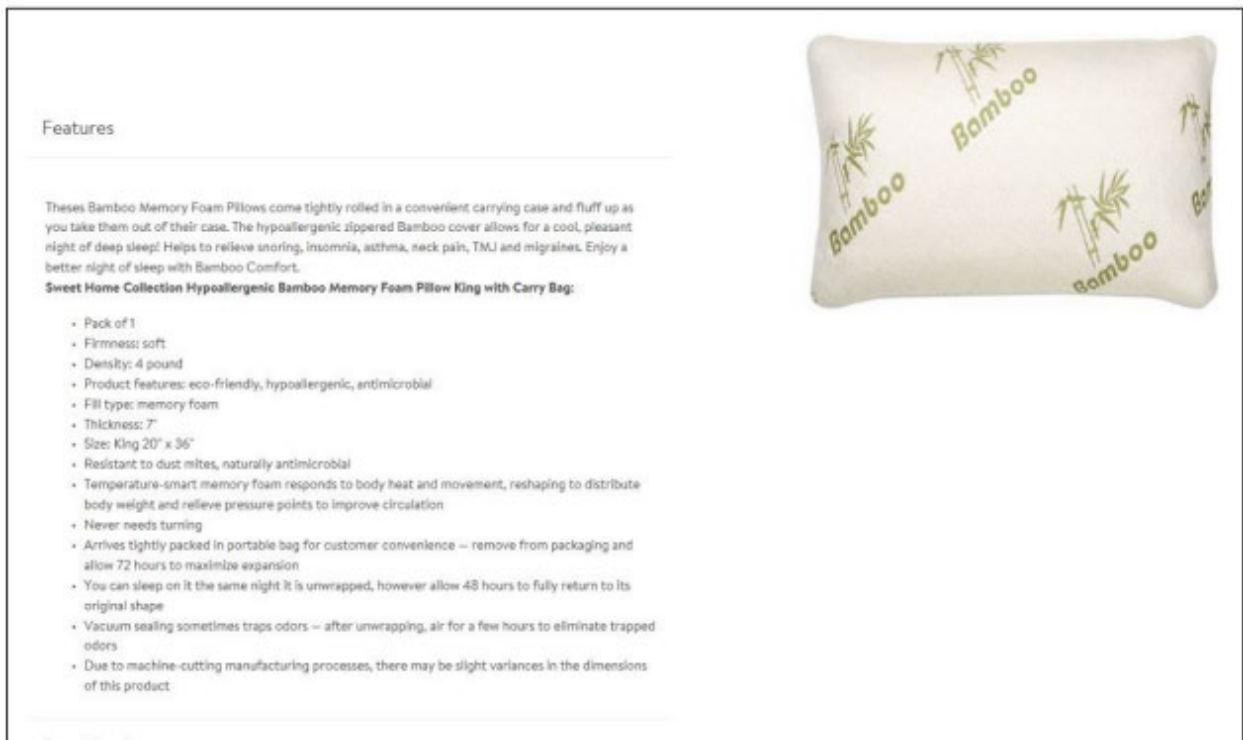 Features
Theses Bamboo Memory Foam Pillows come tightly rolled in a convenient carrying case and fluff up as
you take them out of their case. The hypoallergenic zippered Bamboo cover allows for a cool, pleasant
night of deep sleep! Helps to relieve snoring, insomnia, asthma, neck pain, TMJ and migraines. Enjoy a
better night of sleep with Bamboo Comfort.
Sweet Home Collection Hypoallergenic Bamboo Memory Foam Pillow King with Carry Bag:
• Pack of 1
• Firmness: soft
• Density: 4 pound
• Product features: eco-friendly, hypoallergenic, antimicrobial
• Fill type: memory foam
• Thickness: 7"
• Size: King 20" x 36"
• Resistant to dust mites, naturally antimicrobial
• Temperature-smart memory foam responds to body heat and movement, reshaping to distribute
body weight and relieve pressure points to improve circulation
• Never needs turning
• Arrives tightly packed in portable bag for customer convenience — remove from packaging and
allow 72 hours to maximize expansion
• You can sleep on it the same night it is unwrapped, however allow 48 hours to fully return to its
original shape
• Vacuum sealing sometimes traps odors — after unwrapping, air for a few hours to eliminate trapped
odors
• Due to machine-cutting manufacturing processes, there may be slight variances in the dimensions
of this product
Bamboo
Bamboo
Bamboo